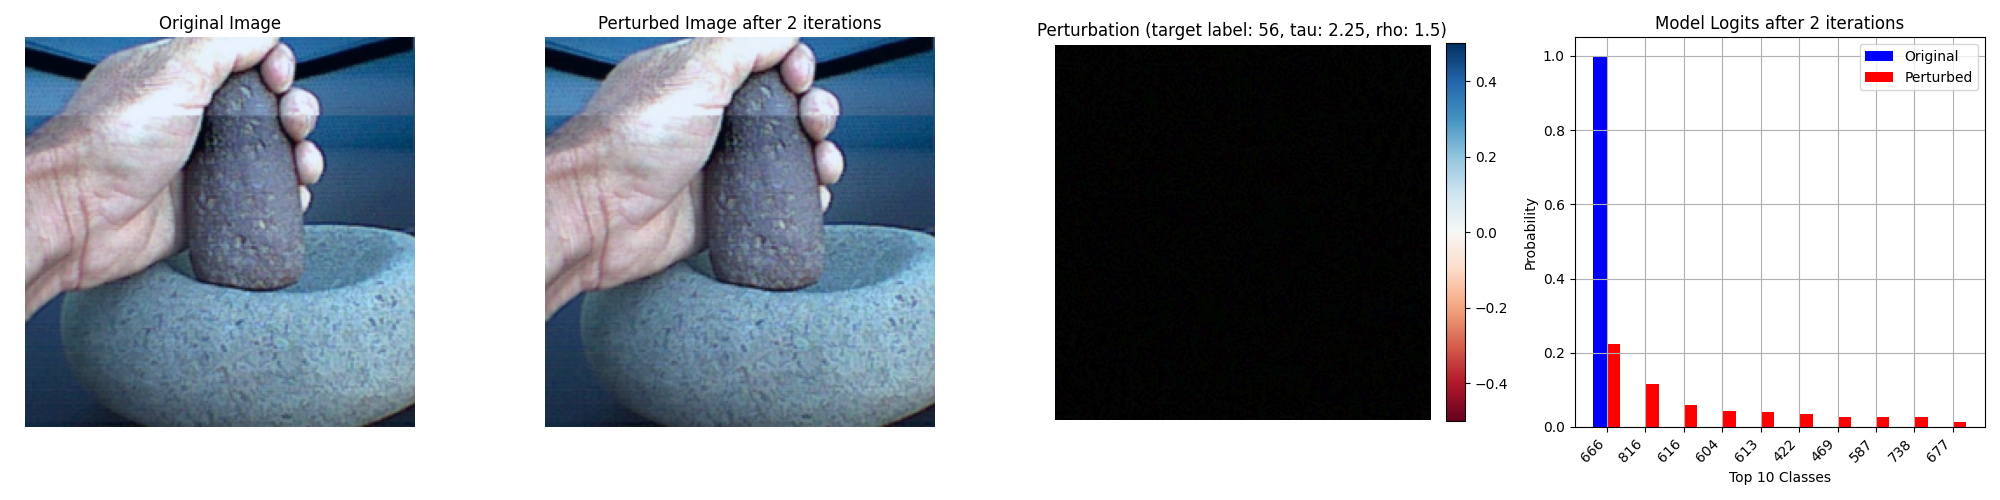 Original Image
Perturbed Image after 2 iterations
Perturbation (target label: 56, tau: 2.25, rho: 1.5)
0.4
0.2
0.0
−0.2
−0.4
Model Logits after 2 iterations
Original
Perturbed
Probability
1.0
0.8
0.6
0.4
0.2
0.0
666
816
616
604
613
422
469
587
738
677
Top 10 Classes